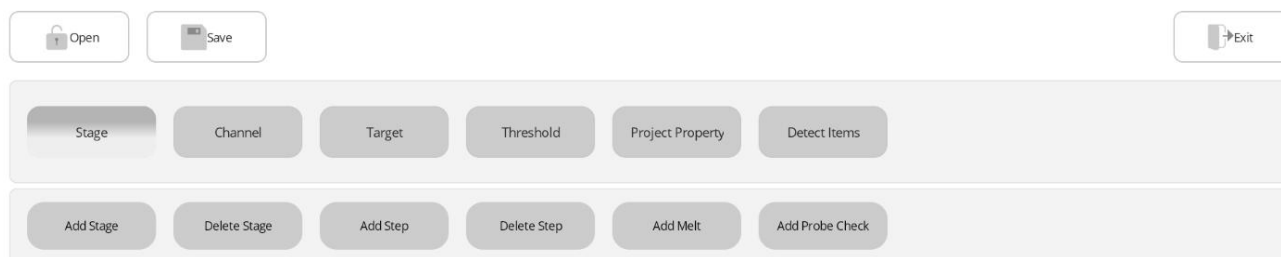 Open Save Exit
Stage Channel Target Threshold Project Property Detect Items
Add Stage Delete Stage Add Step Delete Step Add Melt Add Probe Check